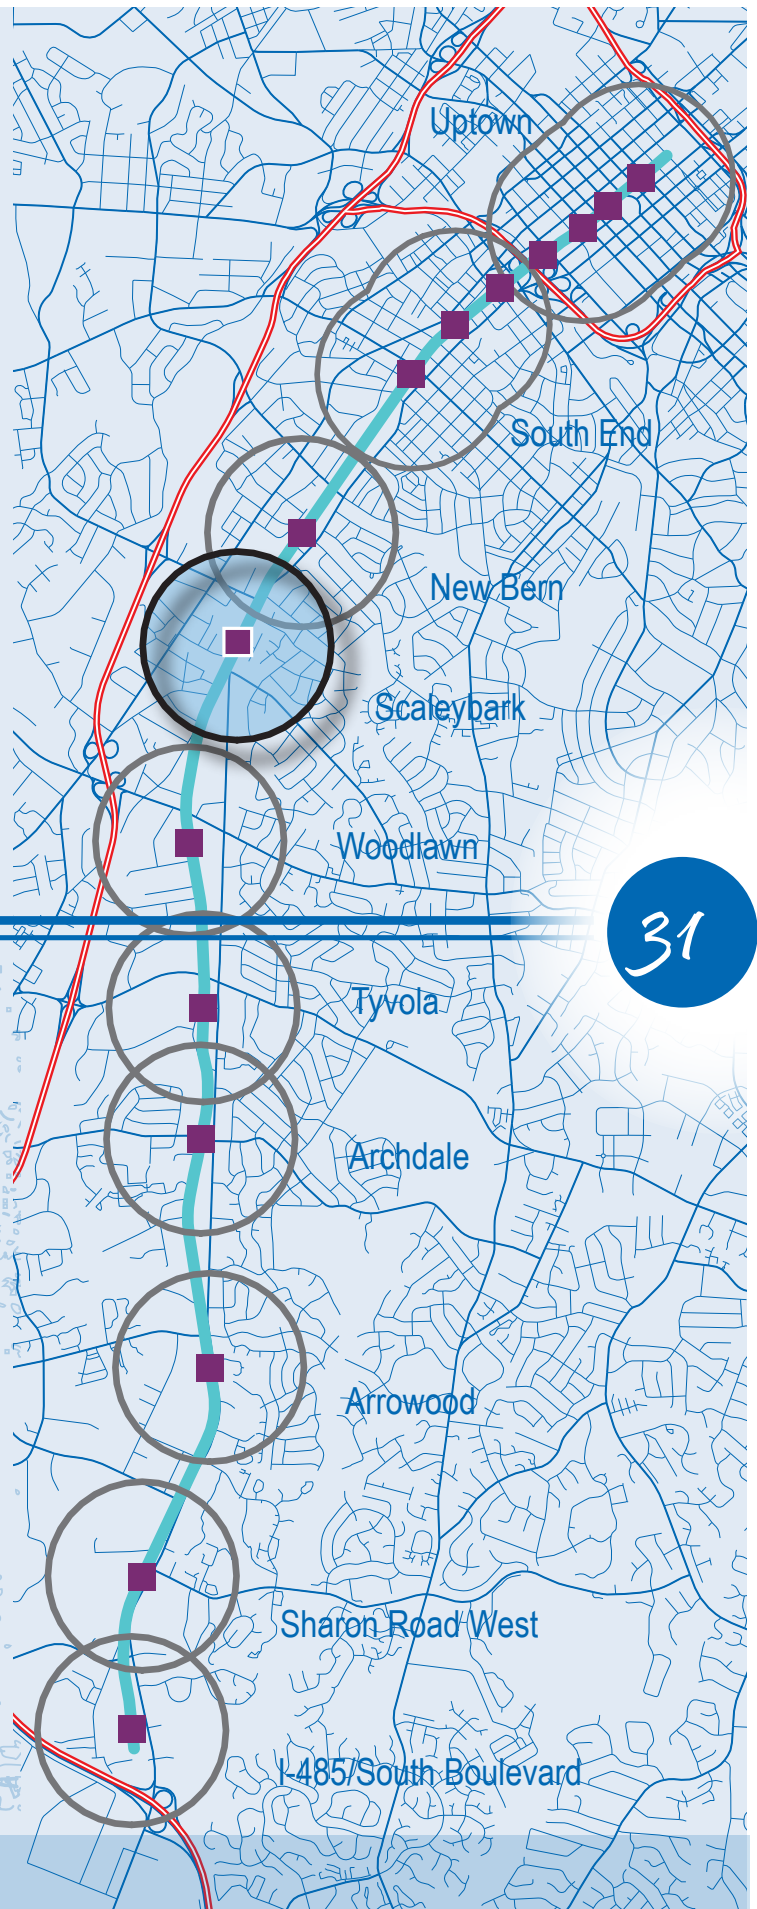 Uptown
South End
New Bern
Scaleybark
Woodlawn
31
Tyvola
Archdale
Arrowood
Sharon Road West
I-485/South Boulevard